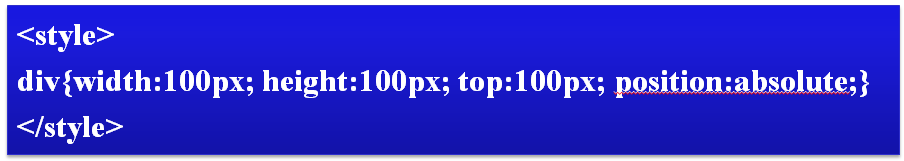 <style>
div{width:100px; height:100px; top:100px; position:absolute;}
</style>